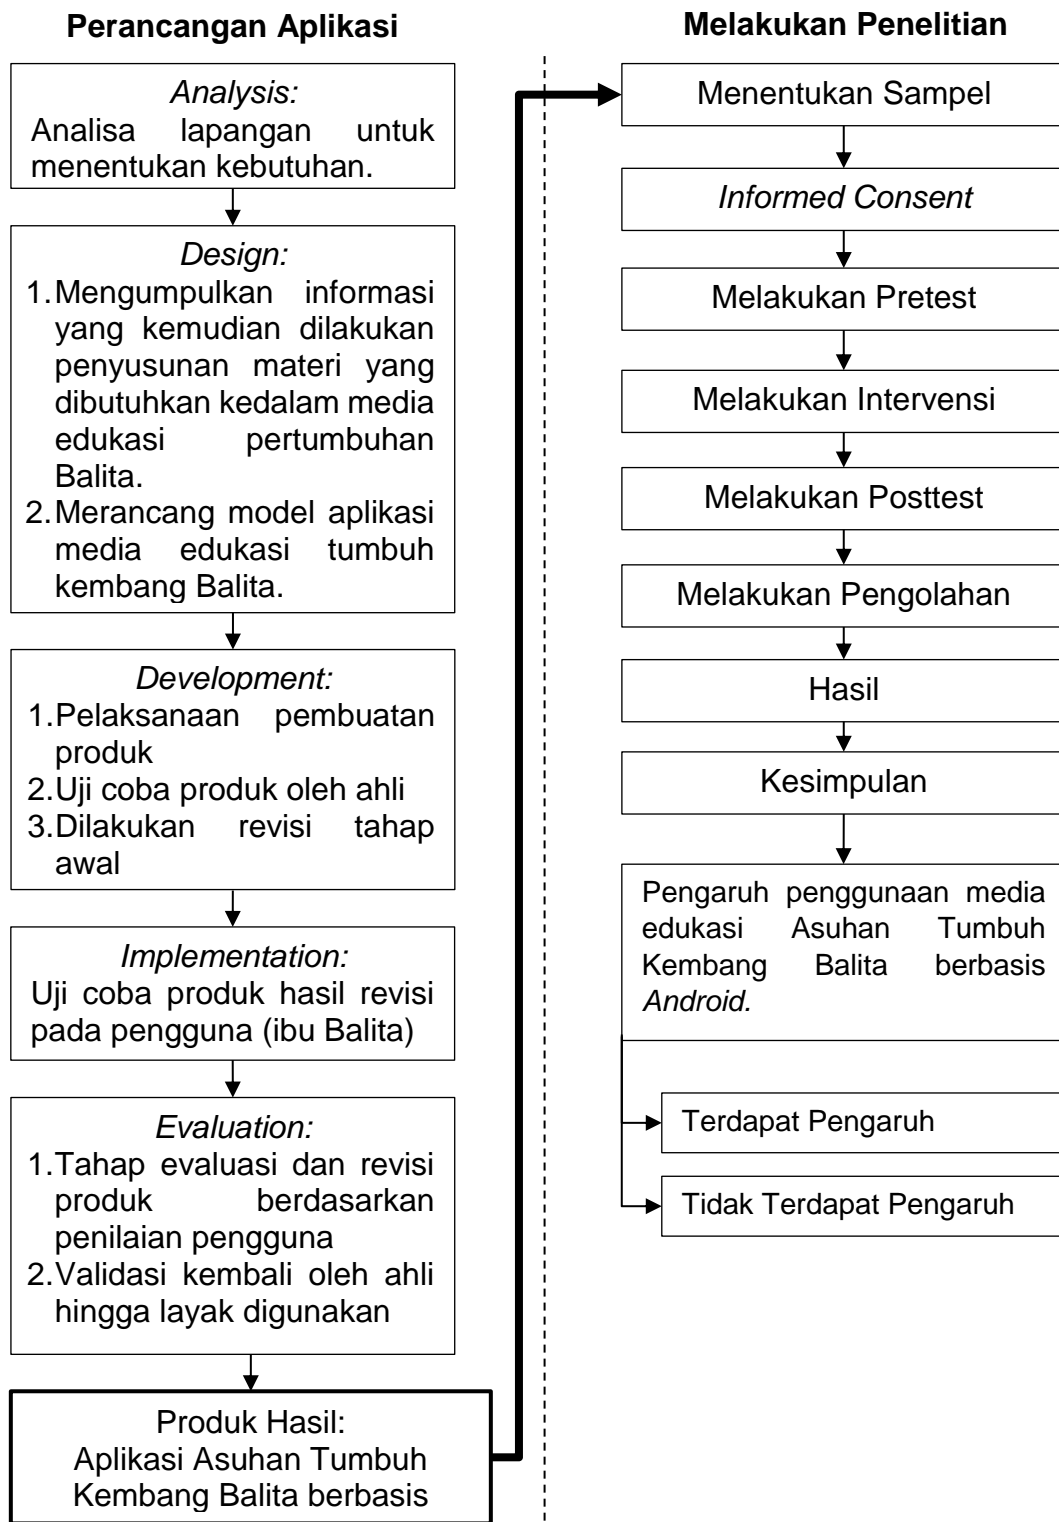 Perancangan Aplikasi
Analysis:
Analisa lapangan untuk
menentukan kebutuhan.
Design:
1. Mengumpulkan informasi
yang kemudian dilakukan
penyusunan materi yang
dibutuhkan kedalam media
edukasi pertumbuhan
Balita.
2. Merancang model aplikasi
media edukasi tumbuh
kembang Balita.
Development:
1. Pelaksanaan pembuatan
produk
2. Uji coba produk oleh ahli
3. Dilakukan revisi tahap
awal
Implementation:
Uji coba produk hasil revisi
pada pengguna (ibu Balita)
Evaluation:
1. Tahap evaluasi dan revisi
produk berdasarkan
penilaian pengguna
2. Validasi kembali oleh ahli
hingga layak digunakan
Produk Hasil:
Aplikasi Asuhan Tumbuh
Kembang Balita berbasis
Melakukan Penelitian
Menentukan Sampel
Informed Consent
Melakukan Pretest
Melakukan Intervensi
Melakukan Posttest
Melakukan Pengolahan
Hasil
Kesimpulan
Pengaruh penggunaan media
edukasi Asuhan Tumbuh
Kembang Balita berbasis
Android.
Terdapat Pengaruh
Tidak Terdapat Pengaruh